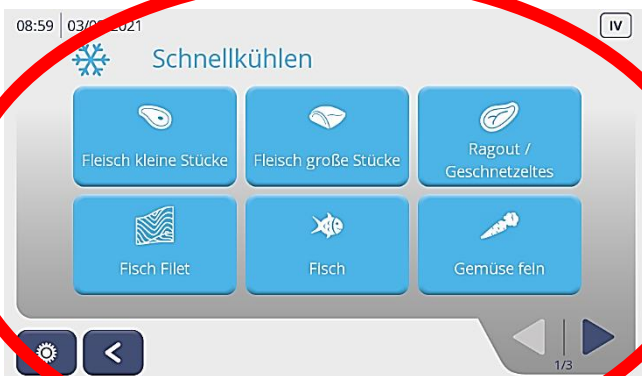 08:59
IV
Schnellkühlen
Fleisch kleine Stücke
Fleisch große Stücke
Ragout /
Geschnetzeltes
Fisch Filet
Fisch
Gemüse fein
1/3